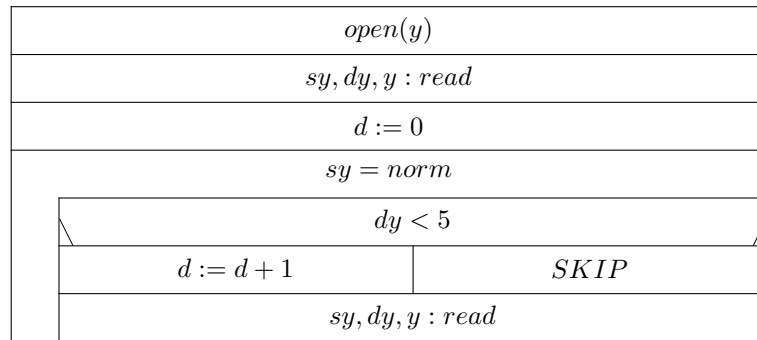 open(y)
sy, dy, y : read
d := 0
sy = norm
dy < 5
d := d + 1
SKIP
sy, dy, y : read